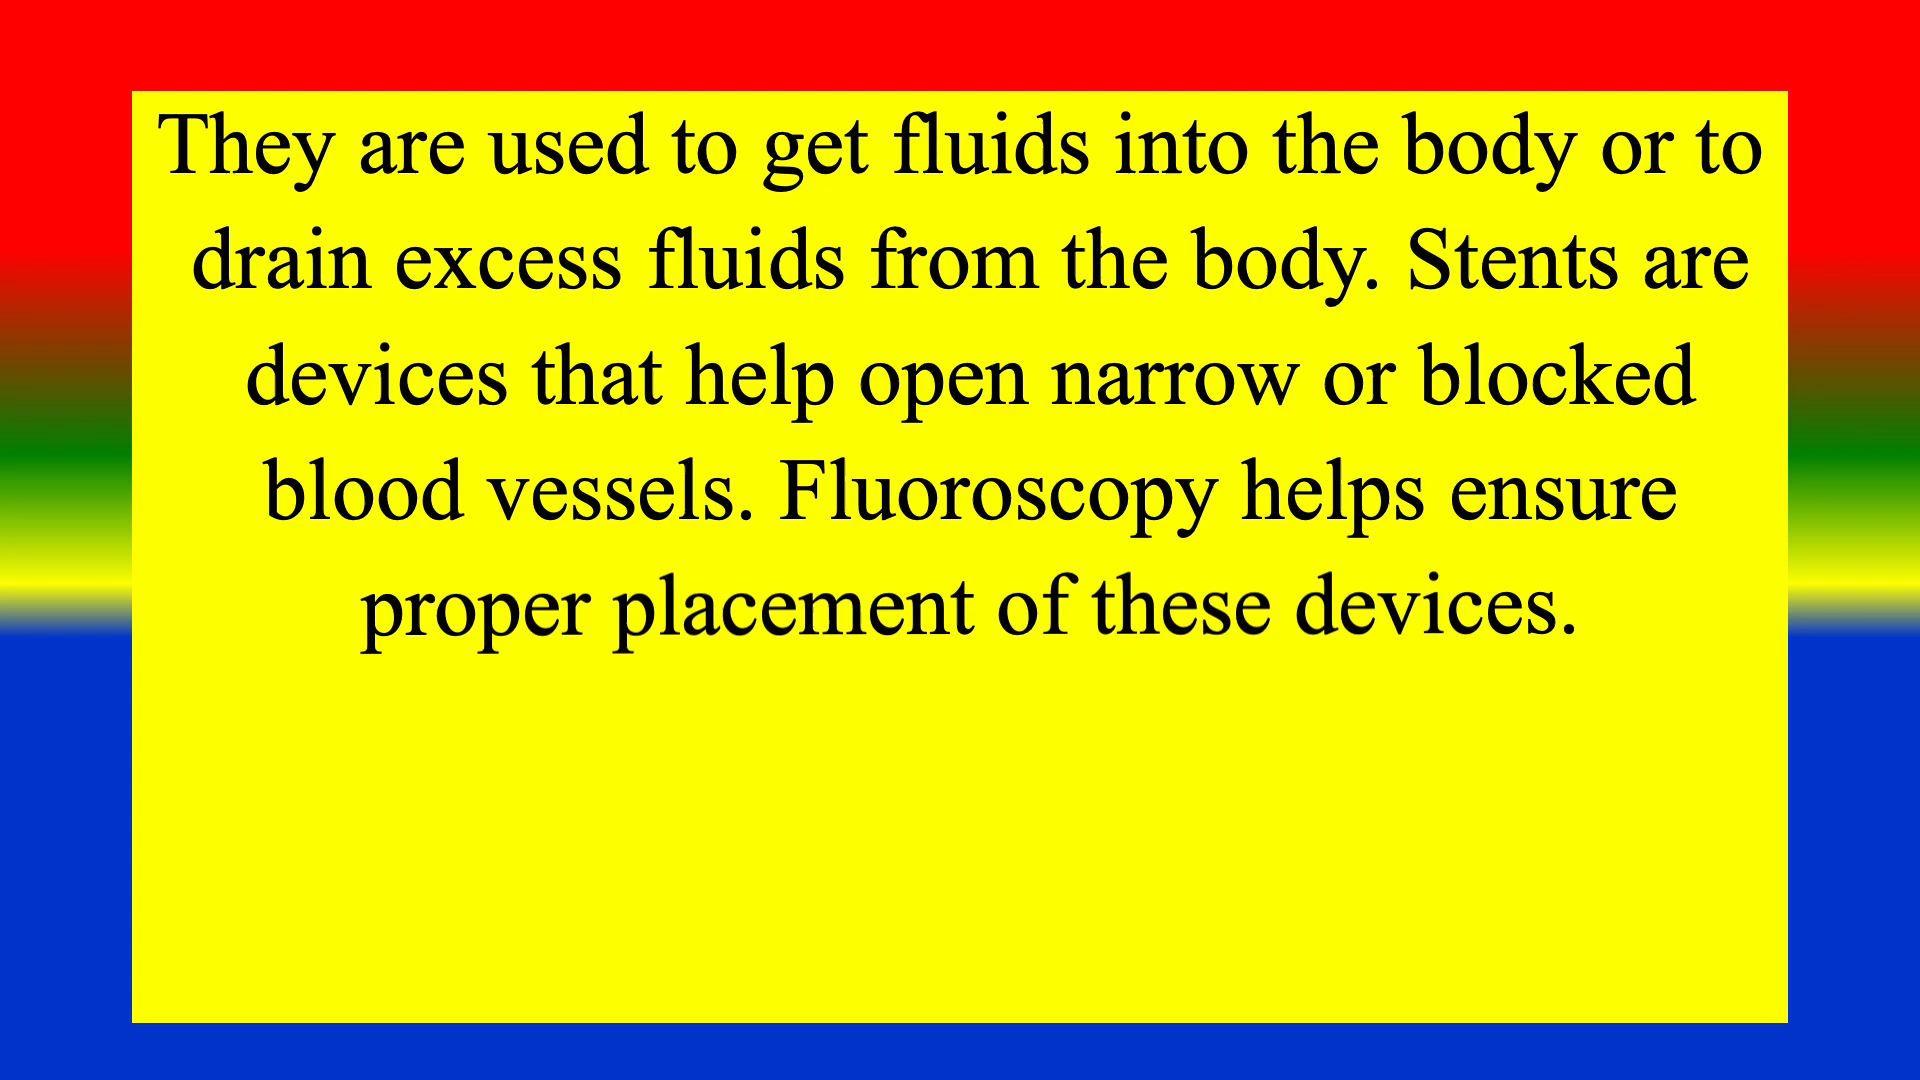 They are used to get fluids into the body or to
drain excess fluids from the body. Stents are
devices that help open narrow or blocked
blood vessels. Fluoroscopy helps ensure
proper placement of these devices.